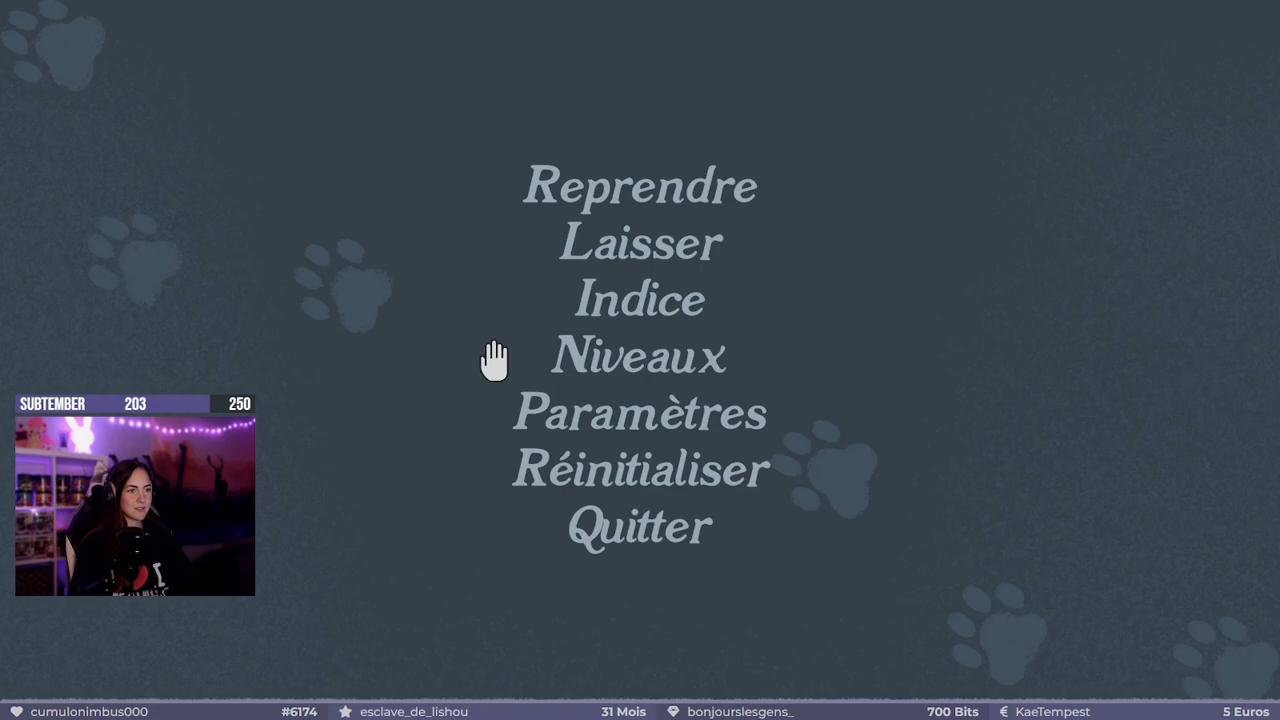 Reprendre
Laisser
Indice
Niveaux
Paramètres
Réinitialiser
Quitter
SUBTEMBER 203 250
cumulonimbus000 #6174 esclave_de_lishou 31 Mois bonjourslesgens_ 700 Bits KaeTempest 5 Euros